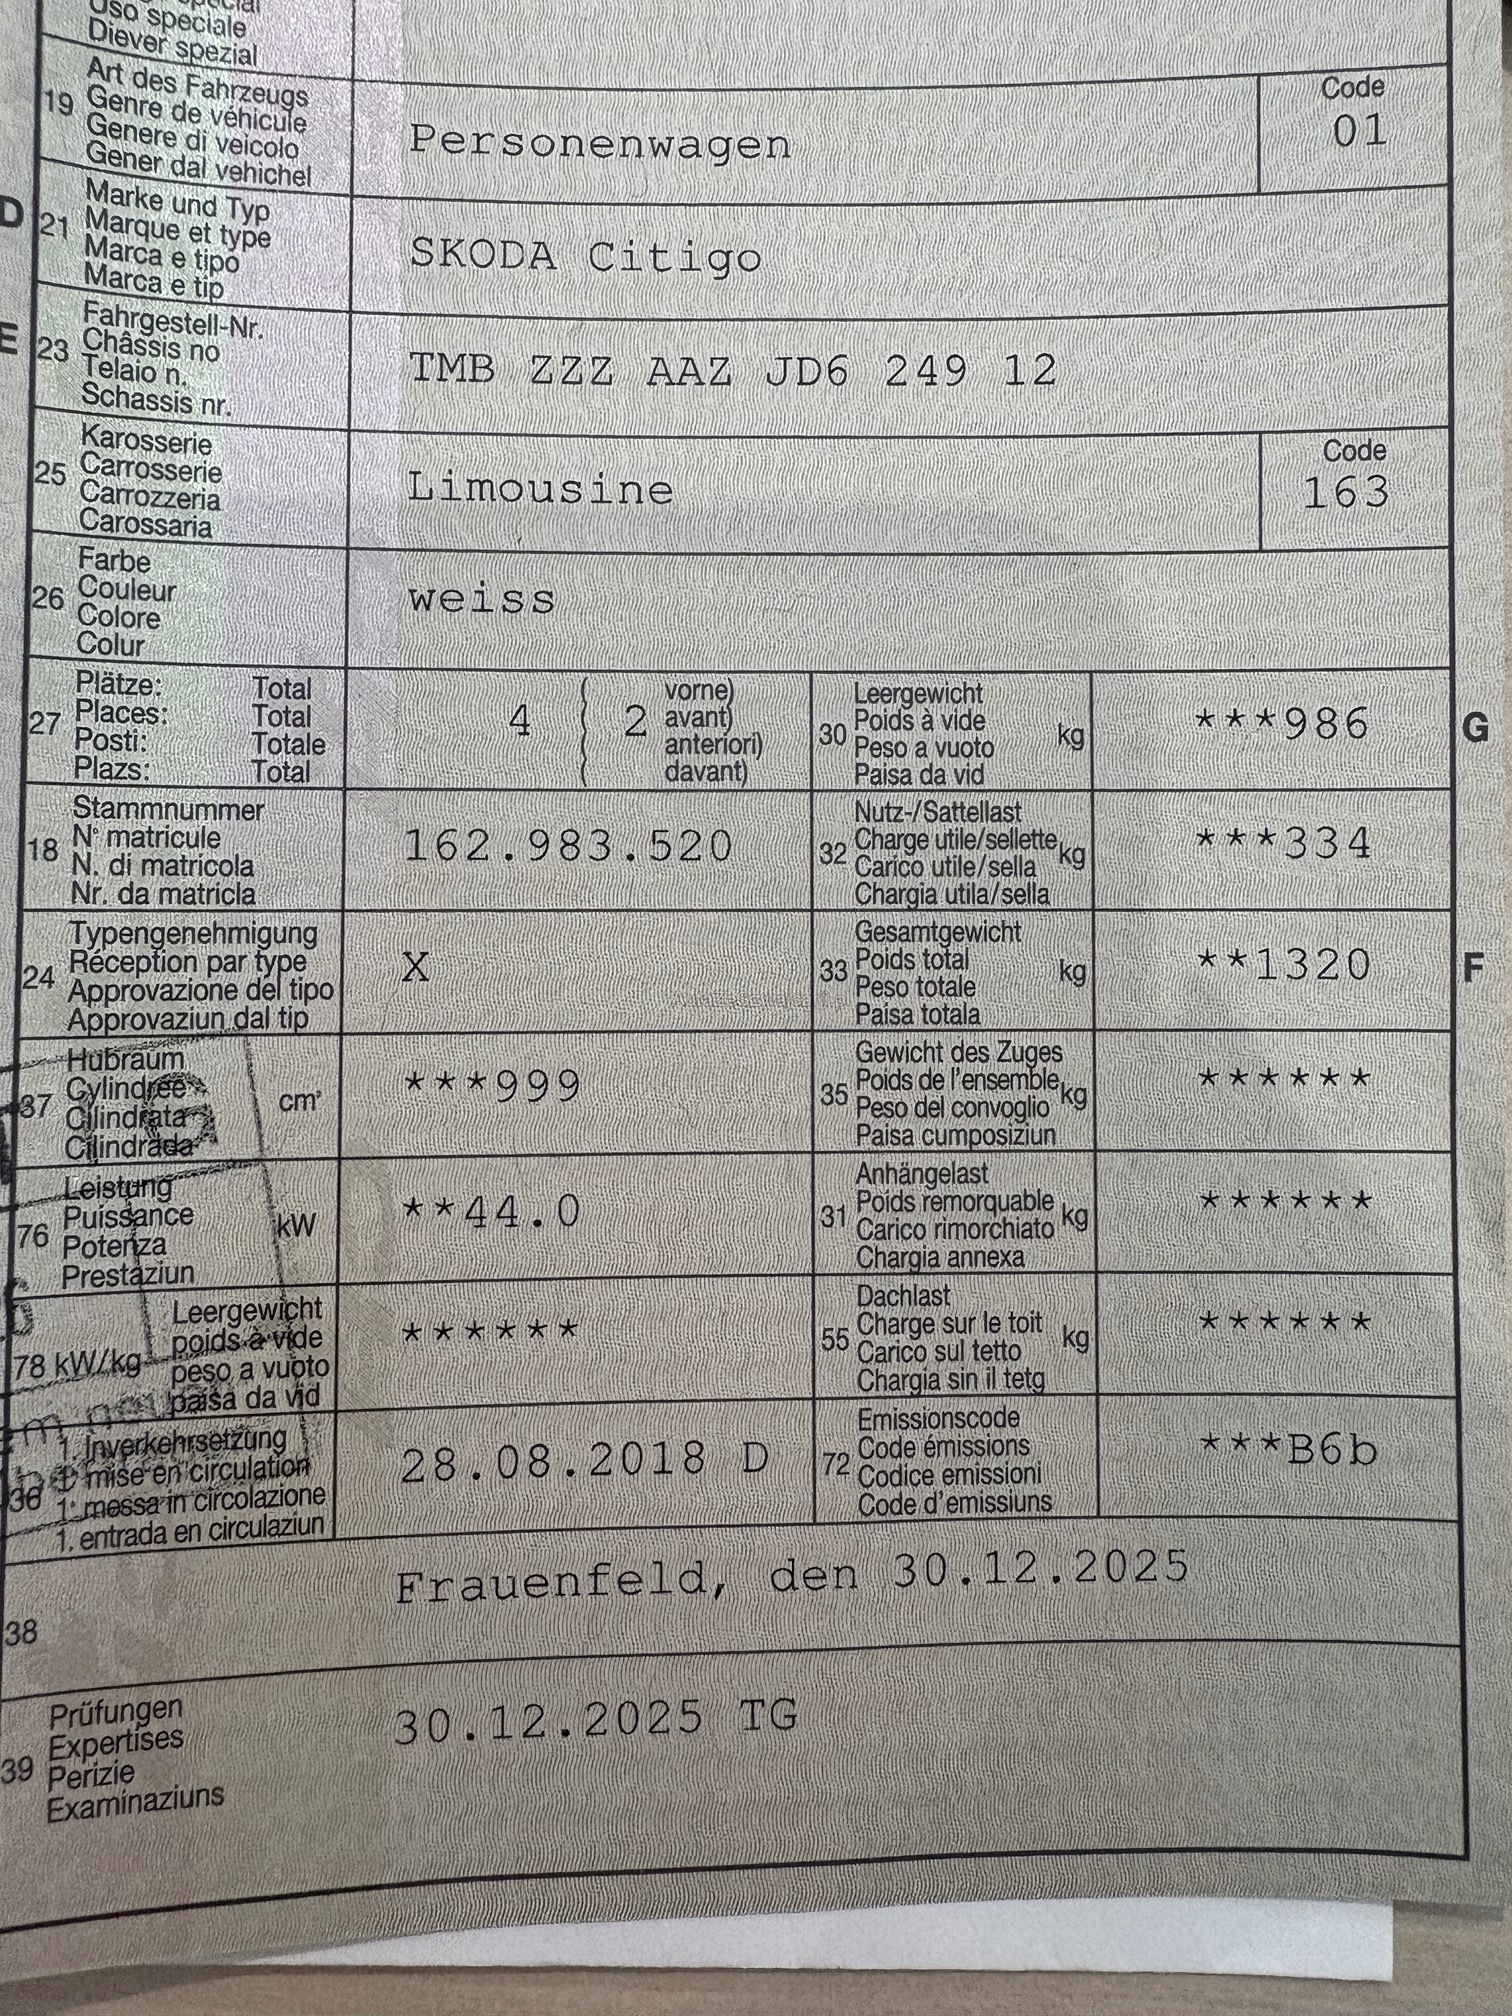 Uso speciale
Diever spezial
19 Art des Fahrzeugs
Genre de véhicule
Genere di veicolo
Gener dal vehichel
Personenwagen
Code
01
D
21 Marke und Typ
Marque et type
Marca e tipo
Marca e tip
SKODA Citigo
E
23 Fahrgestell-Nr.
Châssis no
Telaio n.
Schassis nr.
TMB ZZZ AAZ JD6 249 12
25 Karosserie
Carrosserie
Carrozzeria
Carossaria
Limousine
Code
163
26 Farbe
Couleur
Colore
Colur
weiss
27 Plätze: Total
Places: Total
Posti: Totale
Plazs: Total
4 ( 2 vorne)
( avant)
( anteriori)
( davant)
30 Leergewicht
Poids à vide
Peso a vuoto
Paisa da vid
kg
***986
G
18 Stammnummer
N° matricule
N. di matricola
Nr. da matricla
162.983.520
32 Nutz-/Sattellast
Charge utile/sellette
Carico utile/sella
Chargia utila/sella
kg
***334
24 Typengenehmigung
Réception par type
Approvazione del tipo
Approvaziun dal tip
X
33 Gesamtgewicht
Poids total
Peso totale
Paisa totala
kg
**1320
F
37 Hubraum
Cylindrée
Cilindrata
Cilindrada
cm³
***999
35 Gewicht des Zuges
Poids de l'ensemble
Peso del convoglio
Paisa cumposiziun
kg
******
76 Leistung
Puissance
Potenza
Prestaziun
kW
**44.0
31 Anhängelast
Poids remorquable
Carico rimorchiato
Chargia annexa
kg
******
78 kW/kg Leergewicht
poids à vide
peso a vuoto
paisa da vid
******
55 Dachlast
Charge sur le toit
Carico sul tetto
Chargia sin il tetg
kg
******
36 1. Inverkehrsetzung
1ʳᵉ mise en circulation
1ª messa in circolazione
1. entrada en circulaziun
28.08.2018 D
72 Emissionscode
Code émissions
Codice emissioni
Code d'emissiuns
***B6b
38 Frauenfeld, den 30.12.2025
39 Prüfungen
Expertises
Perizie
Examinaziuns
30.12.2025 TG